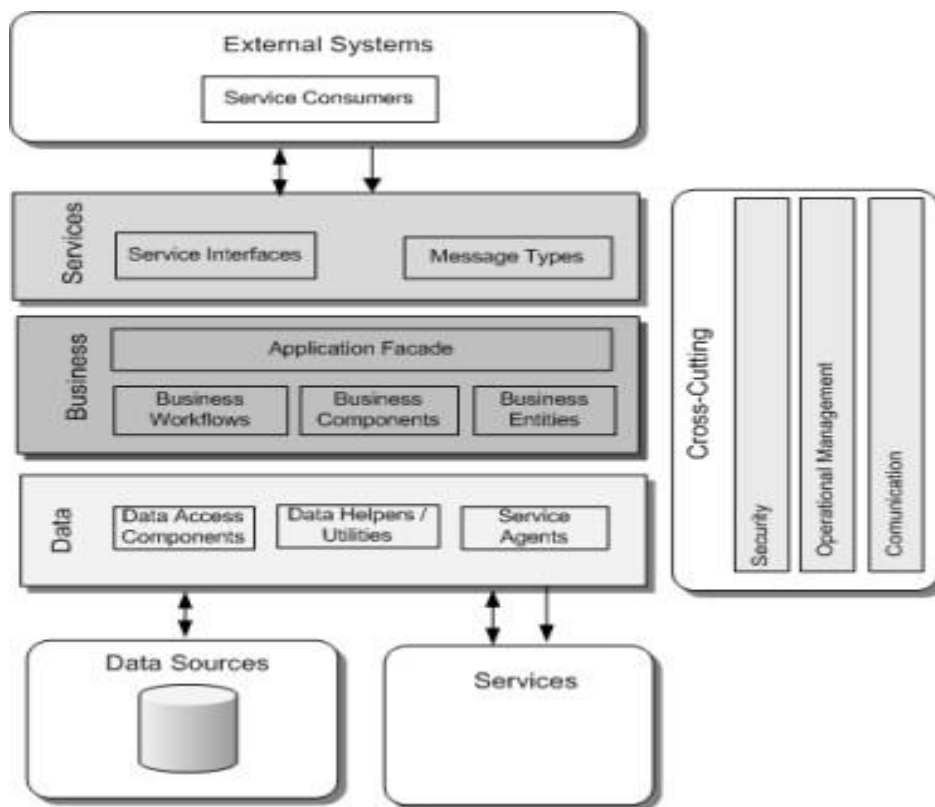 External Systems
Service Consumers
Services
Service Interfaces
Message Types
Business
Application Facade
Business
Workflows
Business
Components
Business
Entities
Data
Data Access
Components
Data Helpers /
Utilities
Service
Agents
Data Sources
Services
Cross-Cutting
Security
Operational Management
Comunication